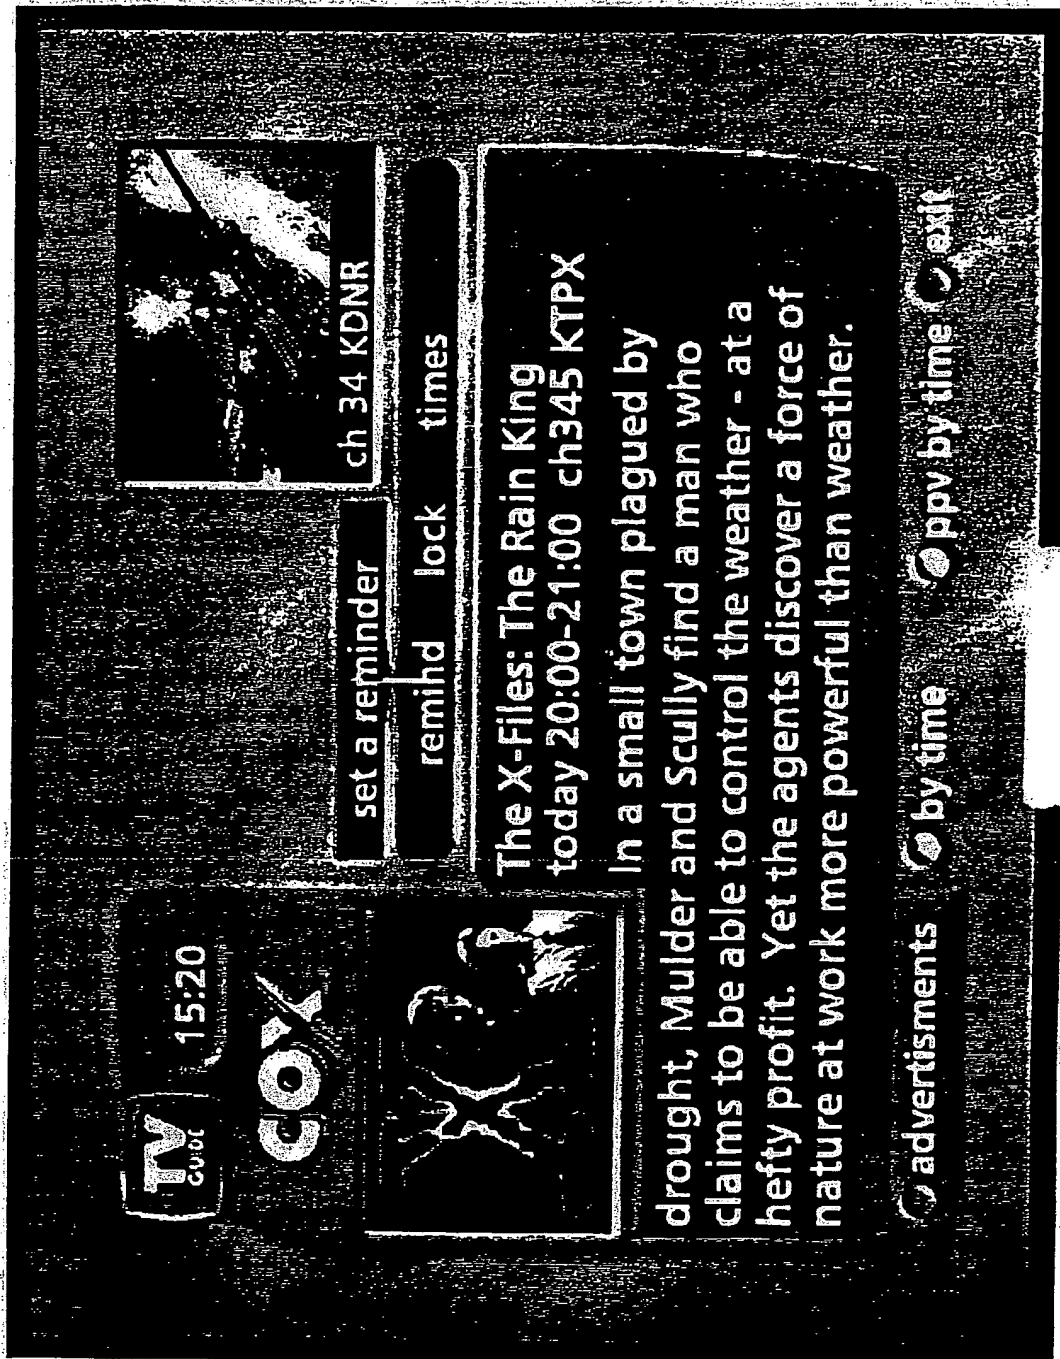 TV
GUIDE
15:20
COX
ch 34 KDNR
set a reminder
remind lock times
The X-Files: The Rain King
today 20:00-21:00 ch345 KTPX
In a small town plagued by
drought, Mulder and Scully find a man who
claims to be able to control the weather - at a
hefty profit. Yet the agents discover a force of
nature at work more powerful than weather.
advertisments by time ppv by time exit